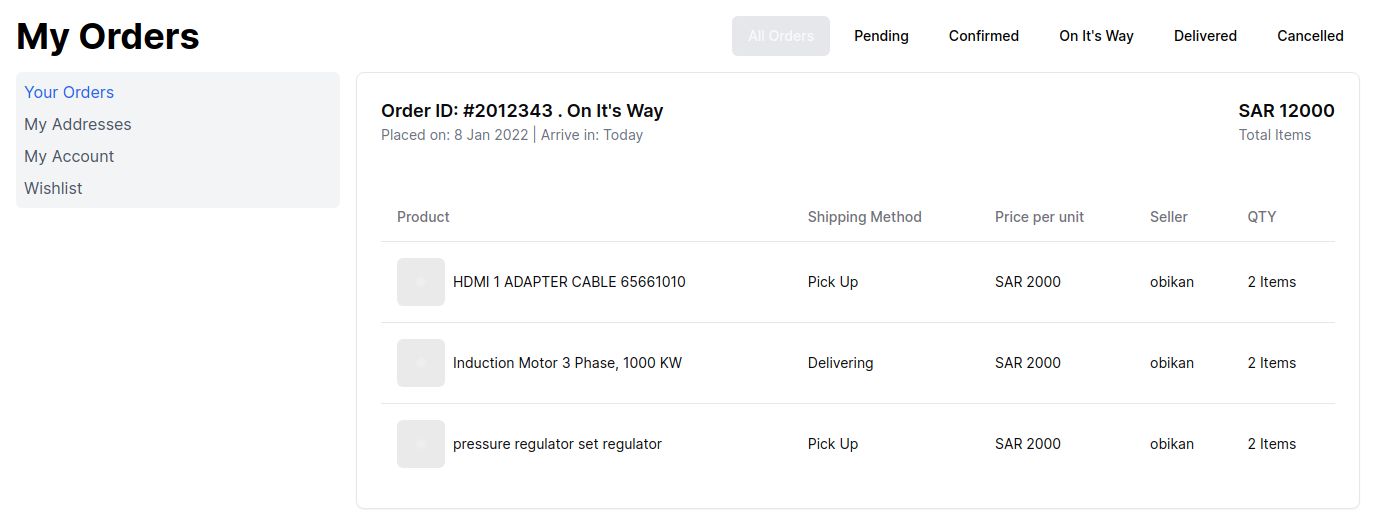 My Orders
All Orders Pending Confirmed On It's Way Delivered Cancelled
Your Orders
My Addresses
My Account
Wishlist
Order ID: #2012343 . On It's Way
Placed on: 8 Jan 2022 | Arrive in: Today
SAR 12000
Total Items
Product Shipping Method Price per unit Seller QTY
HDMI 1 ADAPTER CABLE 65661010 Pick Up SAR 2000 obikan 2 Items
Induction Motor 3 Phase, 1000 KW Delivering SAR 2000 obikan 2 Items
pressure regulator set regulator Pick Up SAR 2000 obikan 2 Items